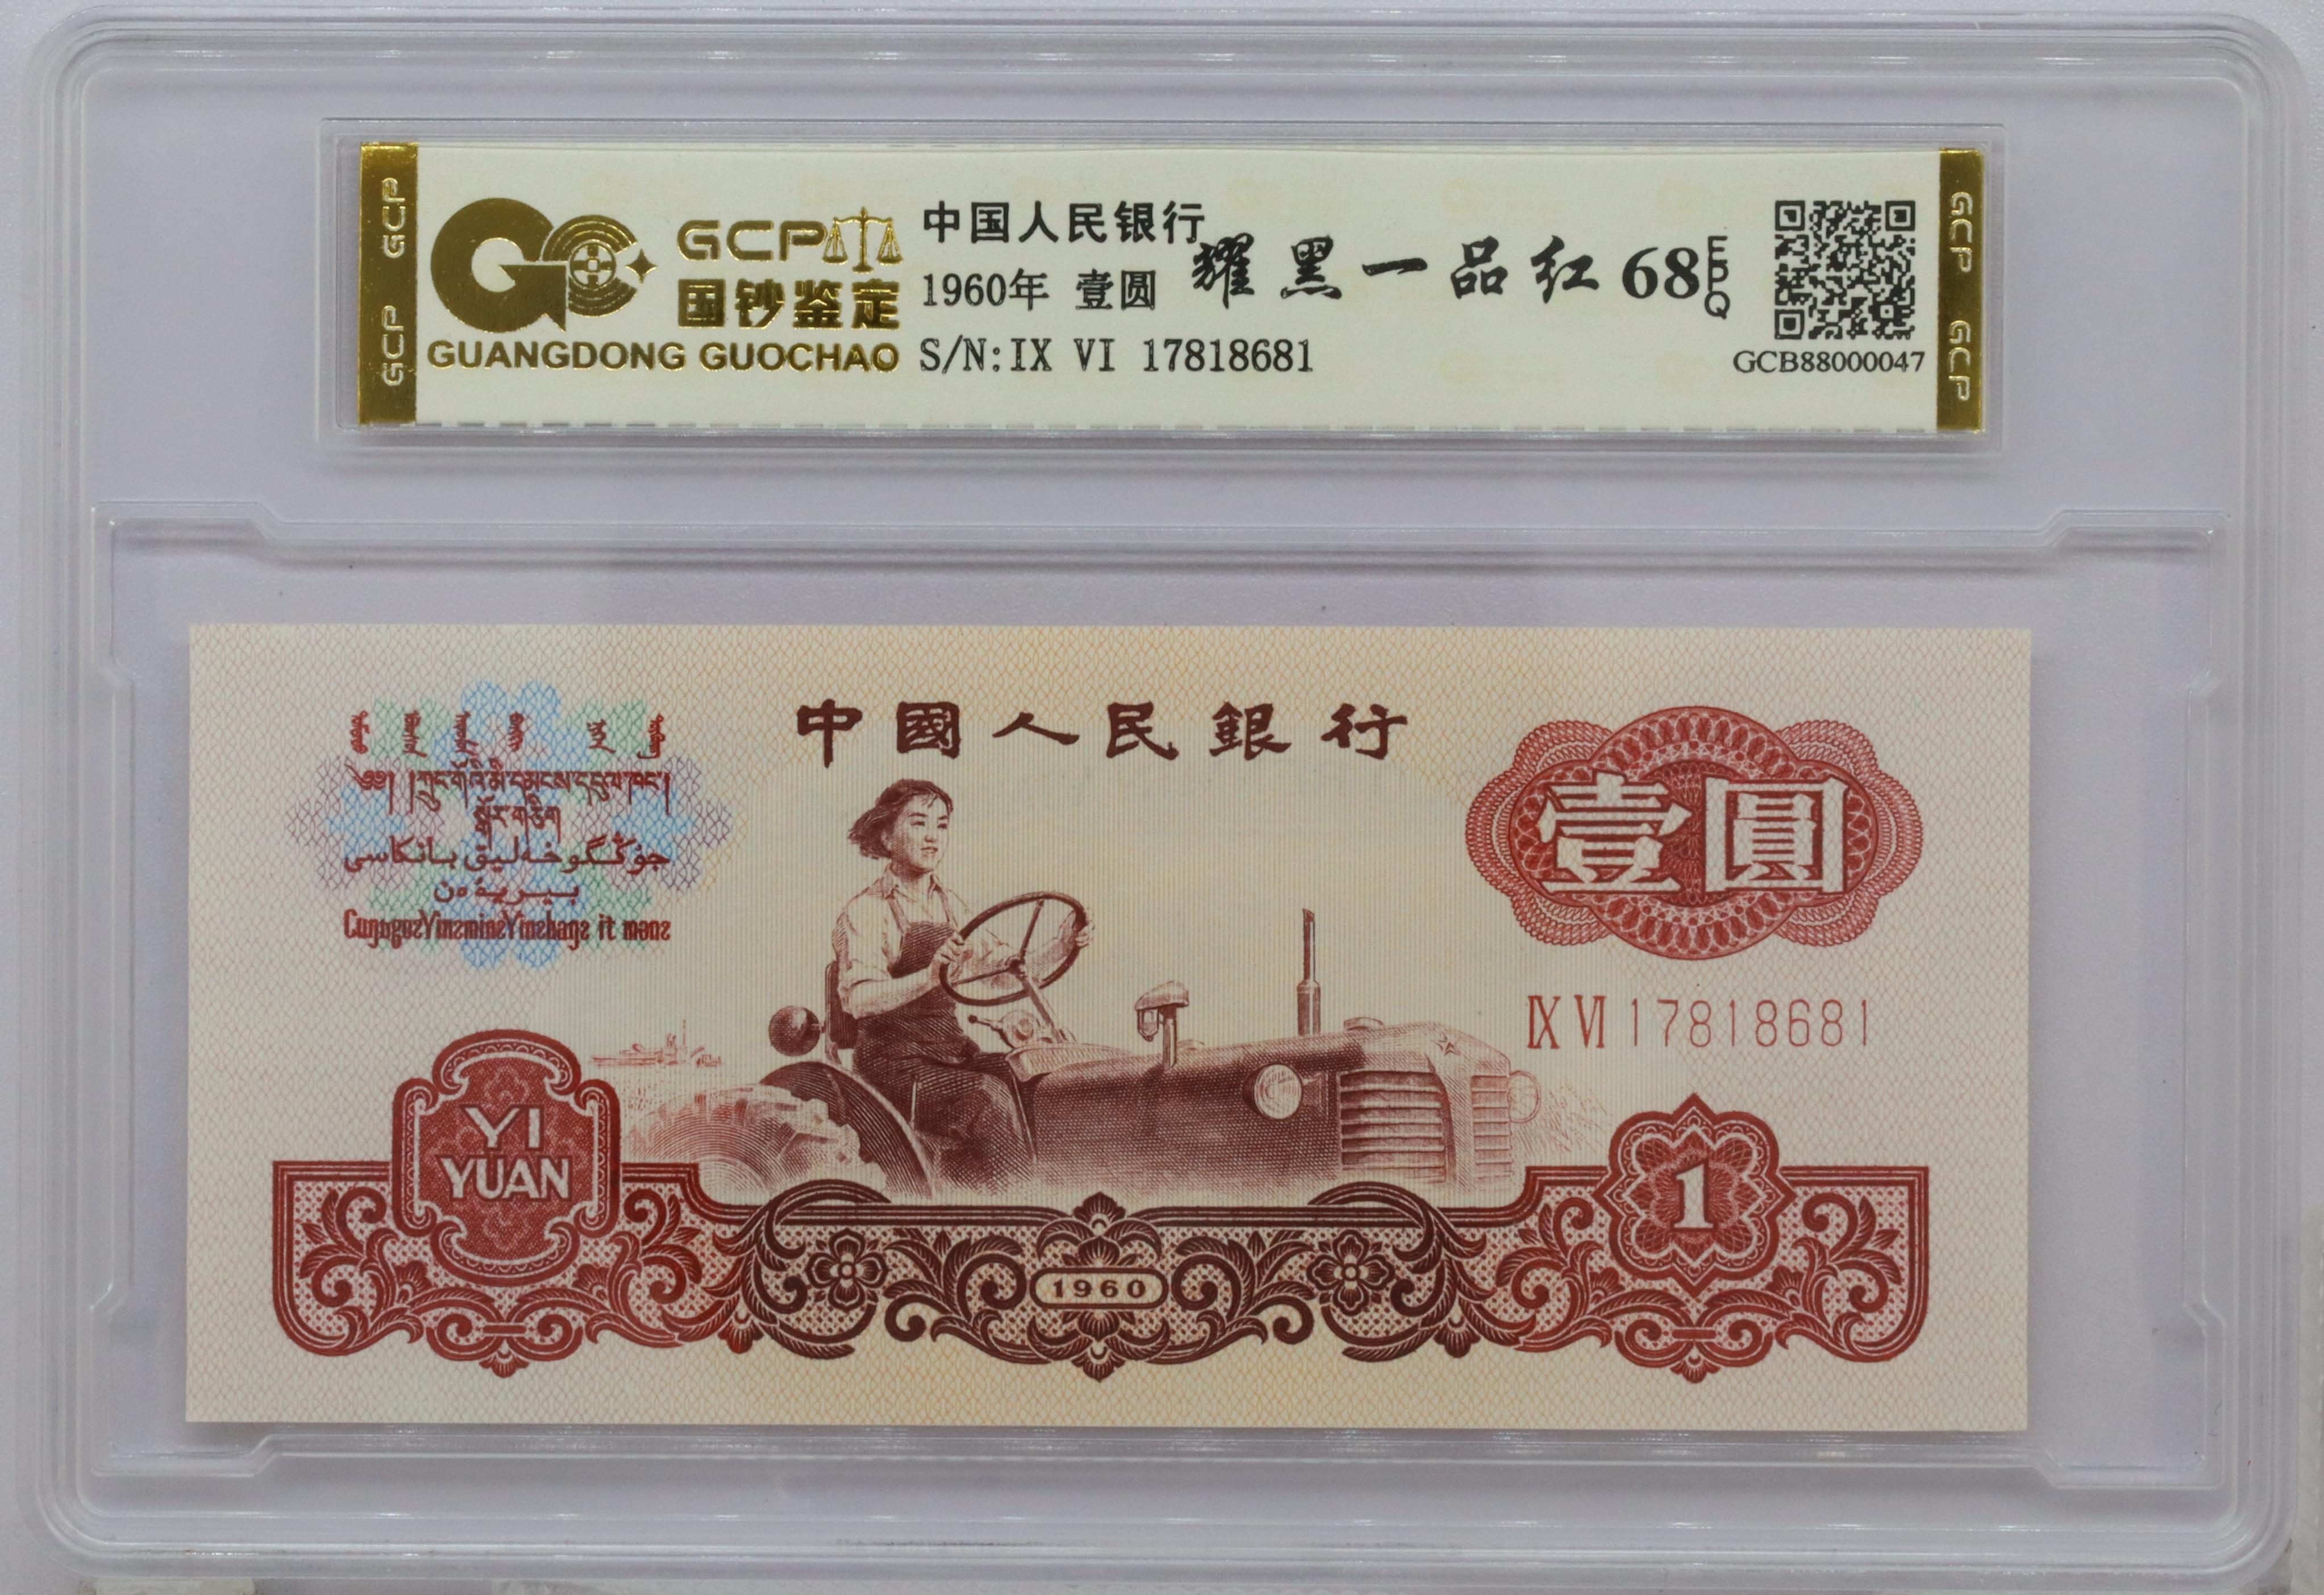 GCP GCP
GCP
国钞鉴定
GUANGDONG GUOCHAO
中国人民银行
1960年 壹圆
S/N:IX VI 17818681
耀黑一品红 68 EPQ
GCB88000047
GCP GCP
中國人民銀行
壹圓
IX VI 17818681
YI
YUAN
1960
1